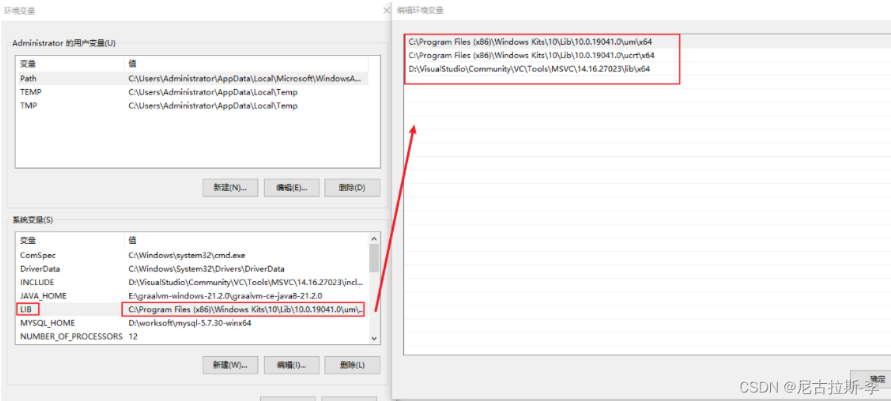 环境变量
编辑环境变量
Administrator 的用户变量(U)
变量 值
Path C:\Users\Administrator\AppData\Local\Microsoft\WindowsA...
TEMP C:\Users\Administrator\AppData\Local\Temp
TMP C:\Users\Administrator\AppData\Local\Temp
新建(N)... 编辑(E)... 删除(D)
系统变量(S)
变量 值
ComSpec C:\Windows\system32\cmd.exe
DriverData C:\Windows\System32\Drivers\DriverData
INCLUDE D:\VisualStudio\Community\VC\Tools\MSVC\14.16.27023\incl...
JAVA_HOME E:\graalvm-windows-21.2.0\graalvm-ce-java8-21.2.0
LIB C:\Program Files (x86)\Windows Kits\10\Lib\10.0.19041.0\um\...
MYSQL_HOME D:\worksoft\mysql-5.7.30-winx64
NUMBER_OF_PROCESSORS 12
新建(W)... 编辑(I)... 删除(L)
C:\Program Files (x86)\Windows Kits\10\Lib\10.0.19041.0\um\x64
C:\Program Files (x86)\Windows Kits\10\Lib\10.0.19041.0\ucrt\x64
D:\VisualStudio\Community\VC\Tools\MSVC\14.16.27023\lib\x64
确定
CSDN @尼古拉斯-李